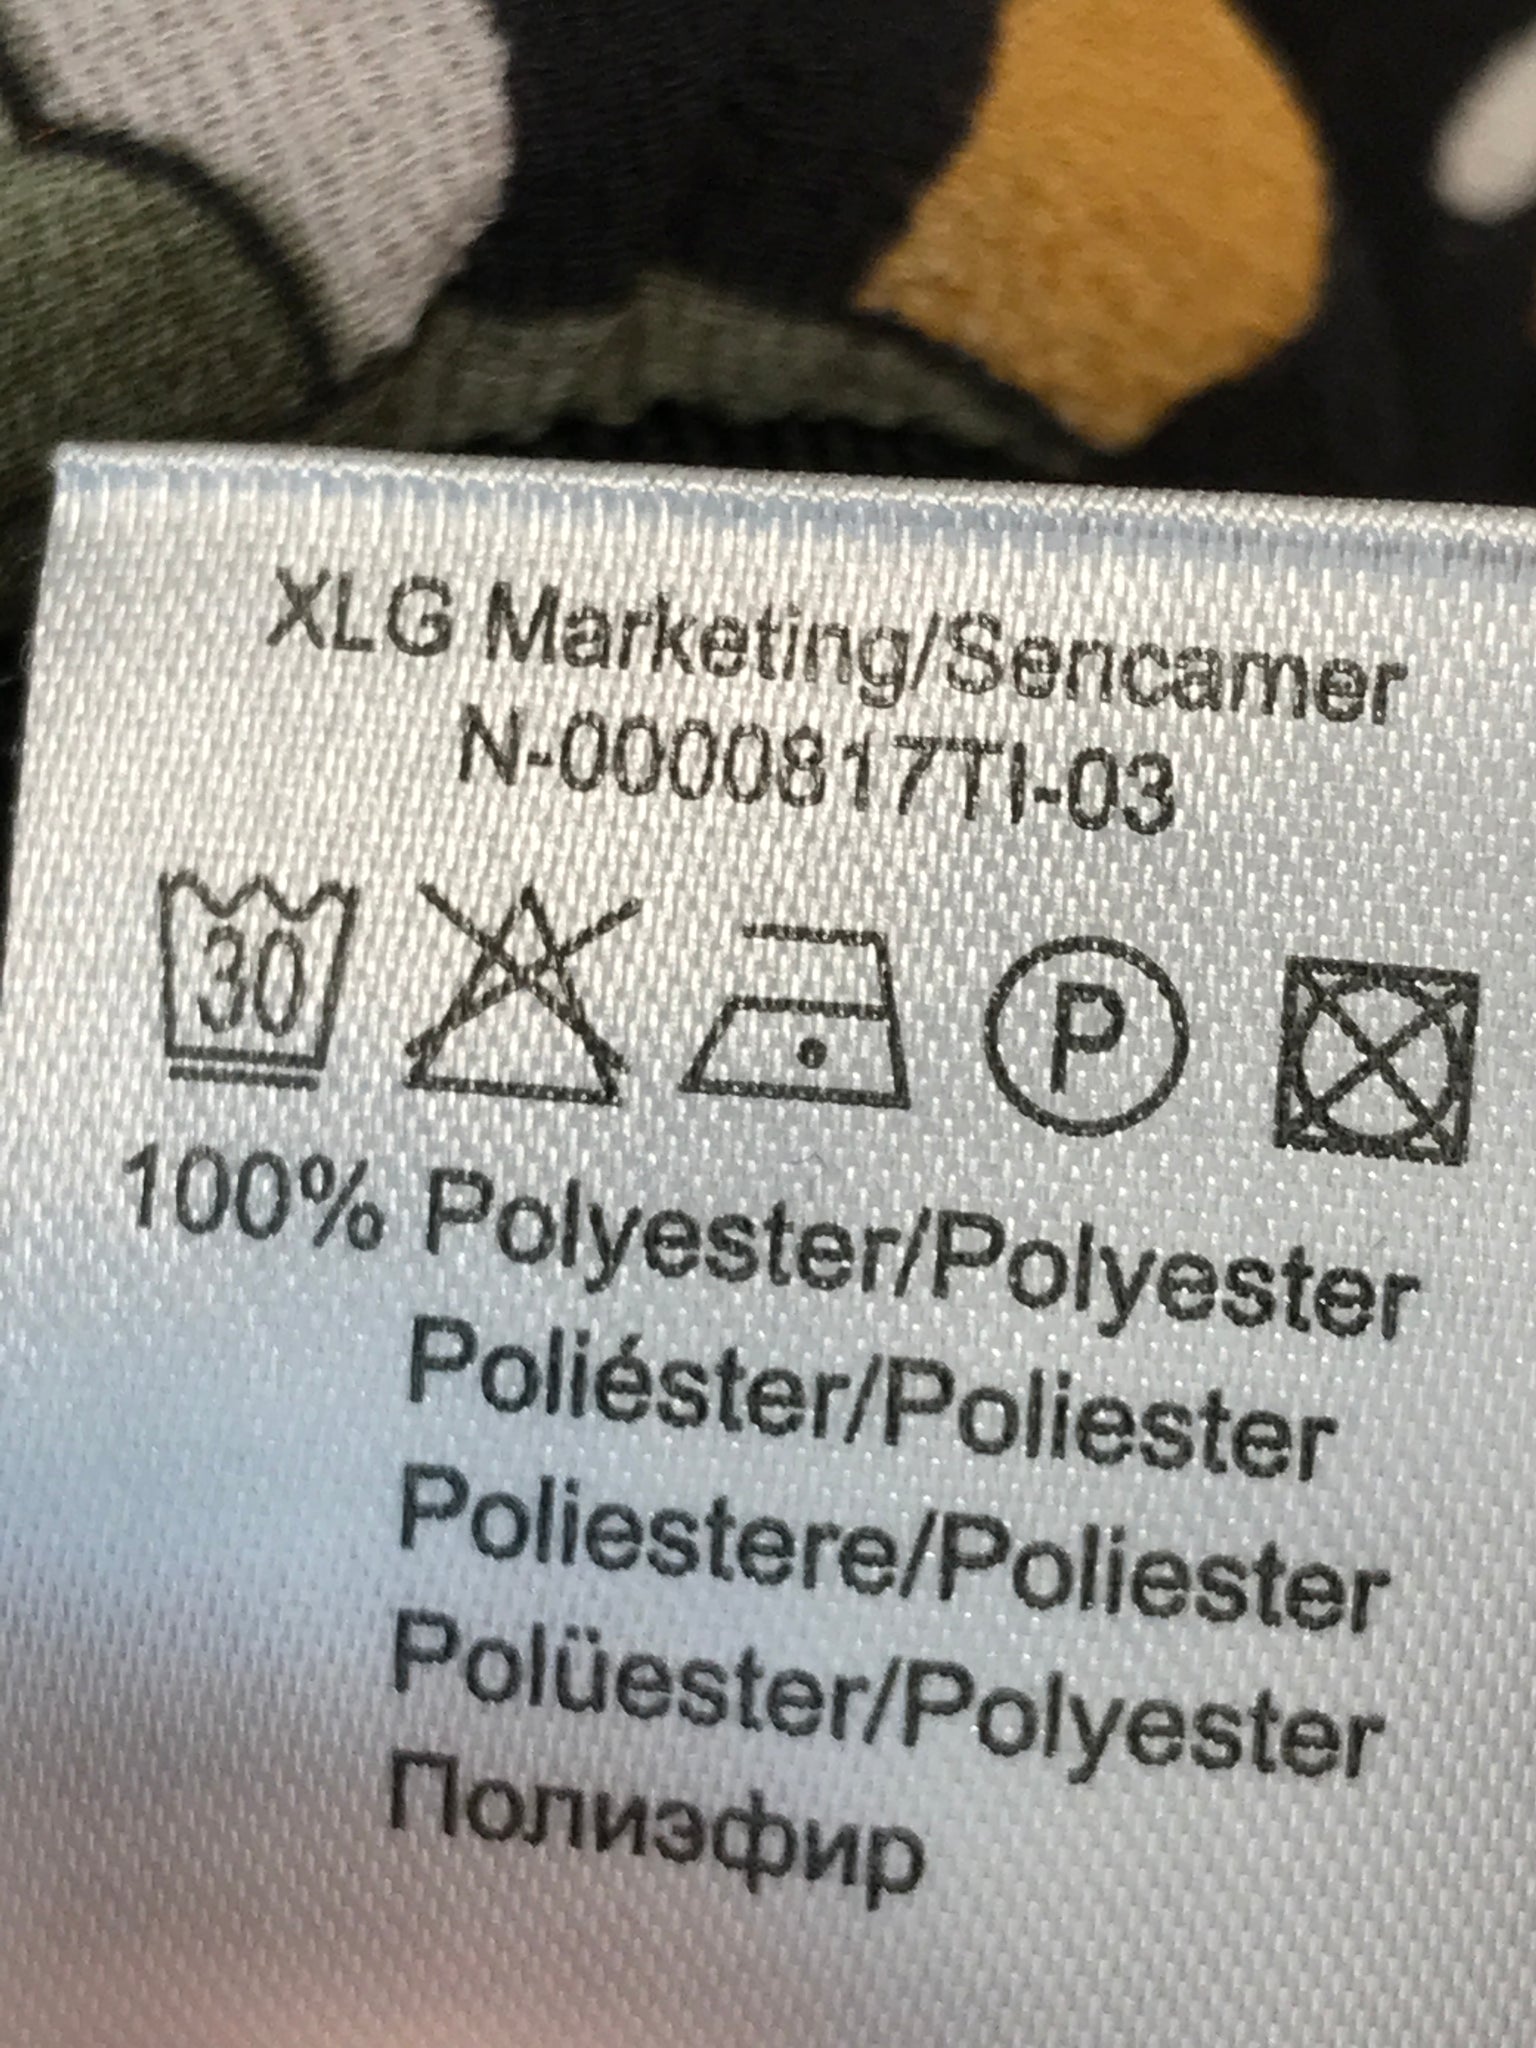 XLG Marketing/Sencamer
N-0000817TI-03
30 P
100% Polyester/Polyester
Poliéster/Poliester
Poliestere/Poliester
Polüester/Polyester
Полиэфир